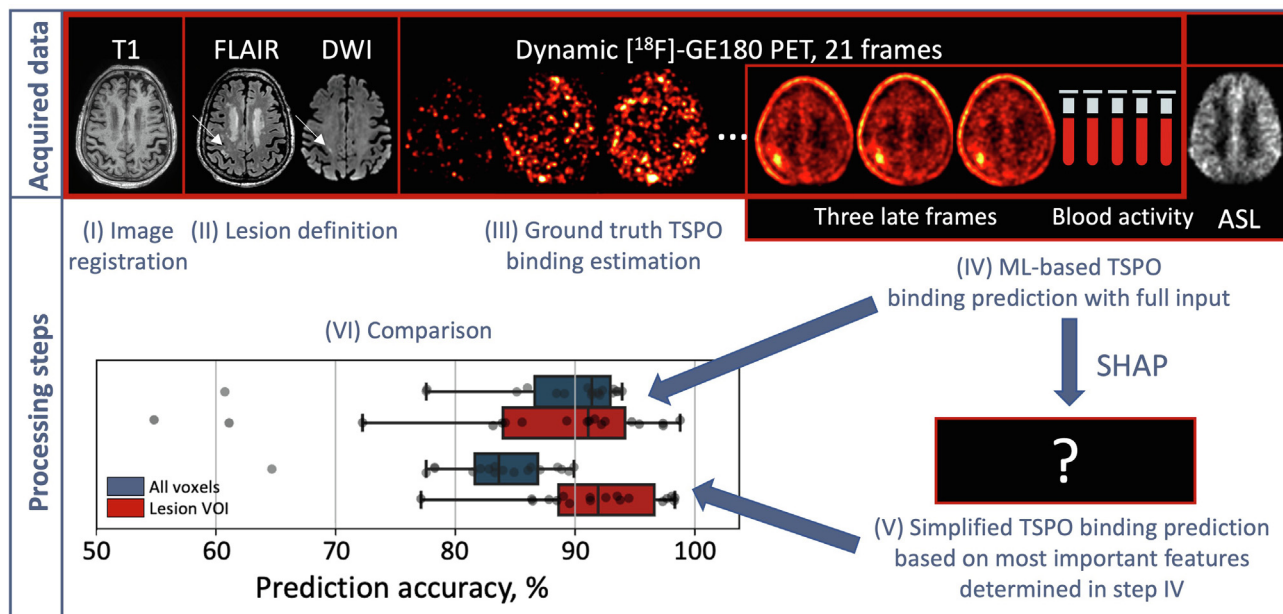 Acquired data
T1
FLAIR
DWI
Dynamic [¹⁸F]-GE180 PET, 21 frames
...
Three late frames
Blood activity
ASL
Processing steps
(I) Image
registration
(II) Lesion definition
(III) Ground truth TSPO
binding estimation
(IV) ML-based TSPO
binding prediction with full input
SHAP
?
(V) Simplified TSPO binding prediction
based on most important features
determined in step IV
(VI) Comparison
All voxels
Lesion VOI
50
60
70
80
90
100
Prediction accuracy, %